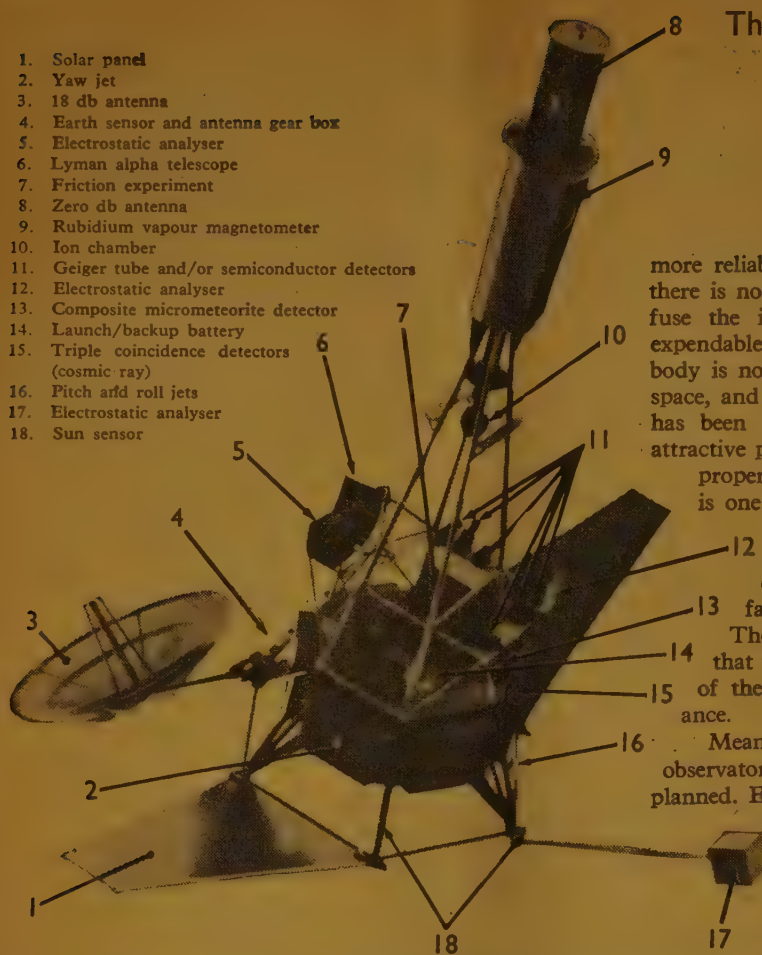 1. Solar panel
2. Yaw jet
3. 18 db antenna
4. Earth sensor and antenna gear box
5. Electrostatic analyser
6. Lyman alpha telescope
7. Friction experiment
8. Zero db antenna
9. Rubidium vapour magnetometer
10. Ion chamber
11. Geiger tube and/or semiconductor detectors
12. Electrostatic analyser
13. Composite micrometeorite detector
14. Launch/backup battery
15. Triple coincidence detectors
(cosmic ray)
16. Pitch and roll jets
17. Electrostatic analyser
18. Sun sensor
8
9
7
6
10
5
11
4
12
3
13
14
15
16
2
1
18
17
Th
more reliab
there is no
fuse the i
expendable
body is no
space, and
has been
attractive p
proper
is one
fa
The
that
of the
ance.
Mean
observator
planned. E